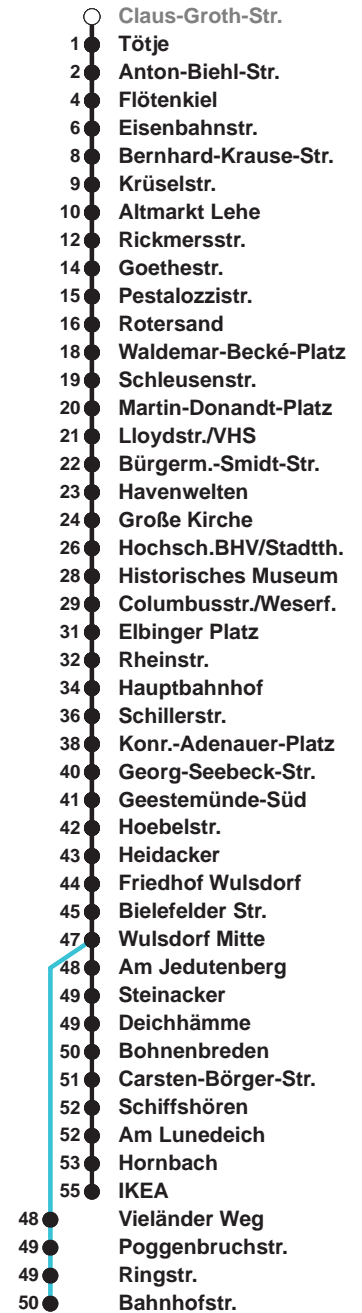 Claus-Groth-Str.
1 Tötje
2 Anton-Biehl-Str.
4 Flötenkiel
6 Eisenbahnstr.
8 Bernhard-Krause-Str.
9 Krüselstr.
10 Altmarkt Lehe
12 Rickmersstr.
14 Goethestr.
15 Pestalozzistr.
16 Rotersand
18 Waldemar-Becké-Platz
19 Schleusenstr.
20 Martin-Donandt-Platz
21 Lloydstr./VHS
22 Bürgerm.-Smidt-Str.
23 Havenwelten
24 Große Kirche
26 Hochsch.BHV/Stadtth.
28 Historisches Museum
29 Columbusstr./Weserf.
31 Elbinger Platz
32 Rheinstr.
34 Hauptbahnhof
36 Schillerstr.
38 Konr.-Adenauer-Platz
40 Georg-Seebeck-Str.
41 Geestemünde-Süd
42 Hoebelstr.
43 Heidacker
44 Friedhof Wulsdorf
45 Bielefelder Str.
47 Wulsdorf Mitte
48 Am Jedutenberg
49 Steinacker
49 Deichhämme
50 Bohnenbreden
51 Carsten-Börger-Str.
52 Schiffshören
52 Am Lunedeich
53 Hornbach
55 IKEA
48 Vieländer Weg
49 Poggenbruchstr.
49 Ringstr.
50 Bahnhofstr.